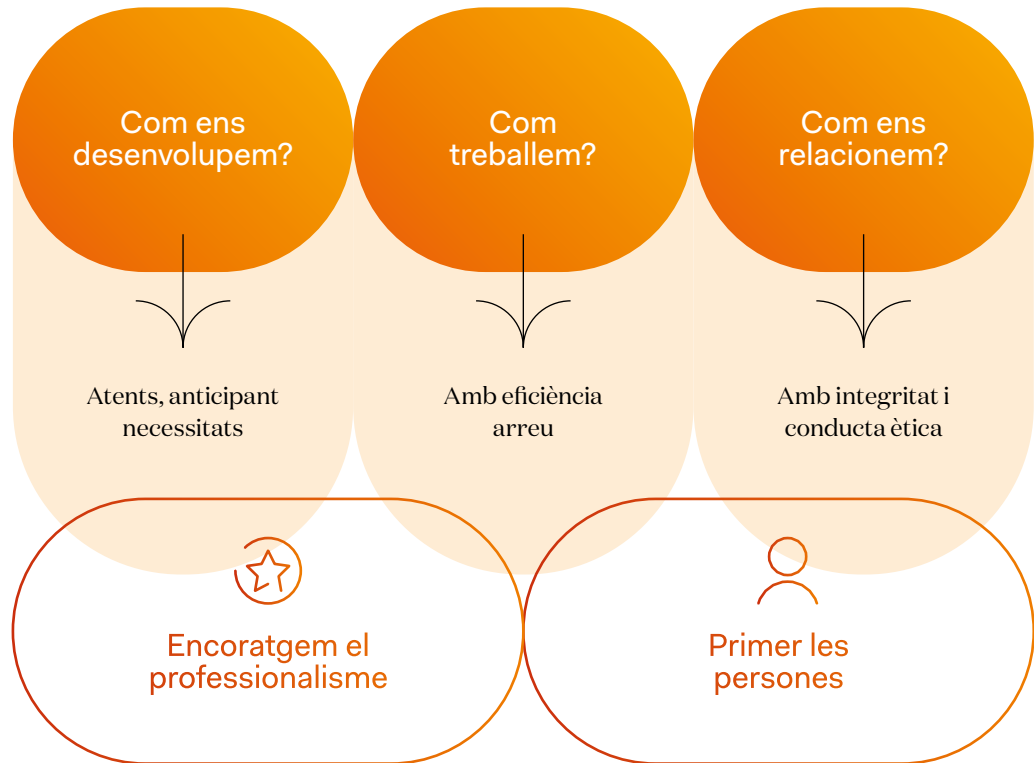 Com ens
desenvolupem?
Com
treballem?
Com ens
relacionem?
Atents, anticipant
necessitats
Amb eficiència
arreu
Amb integritat i
conducta ètica
Encoratgem el
professionalisme
Primer les
persones